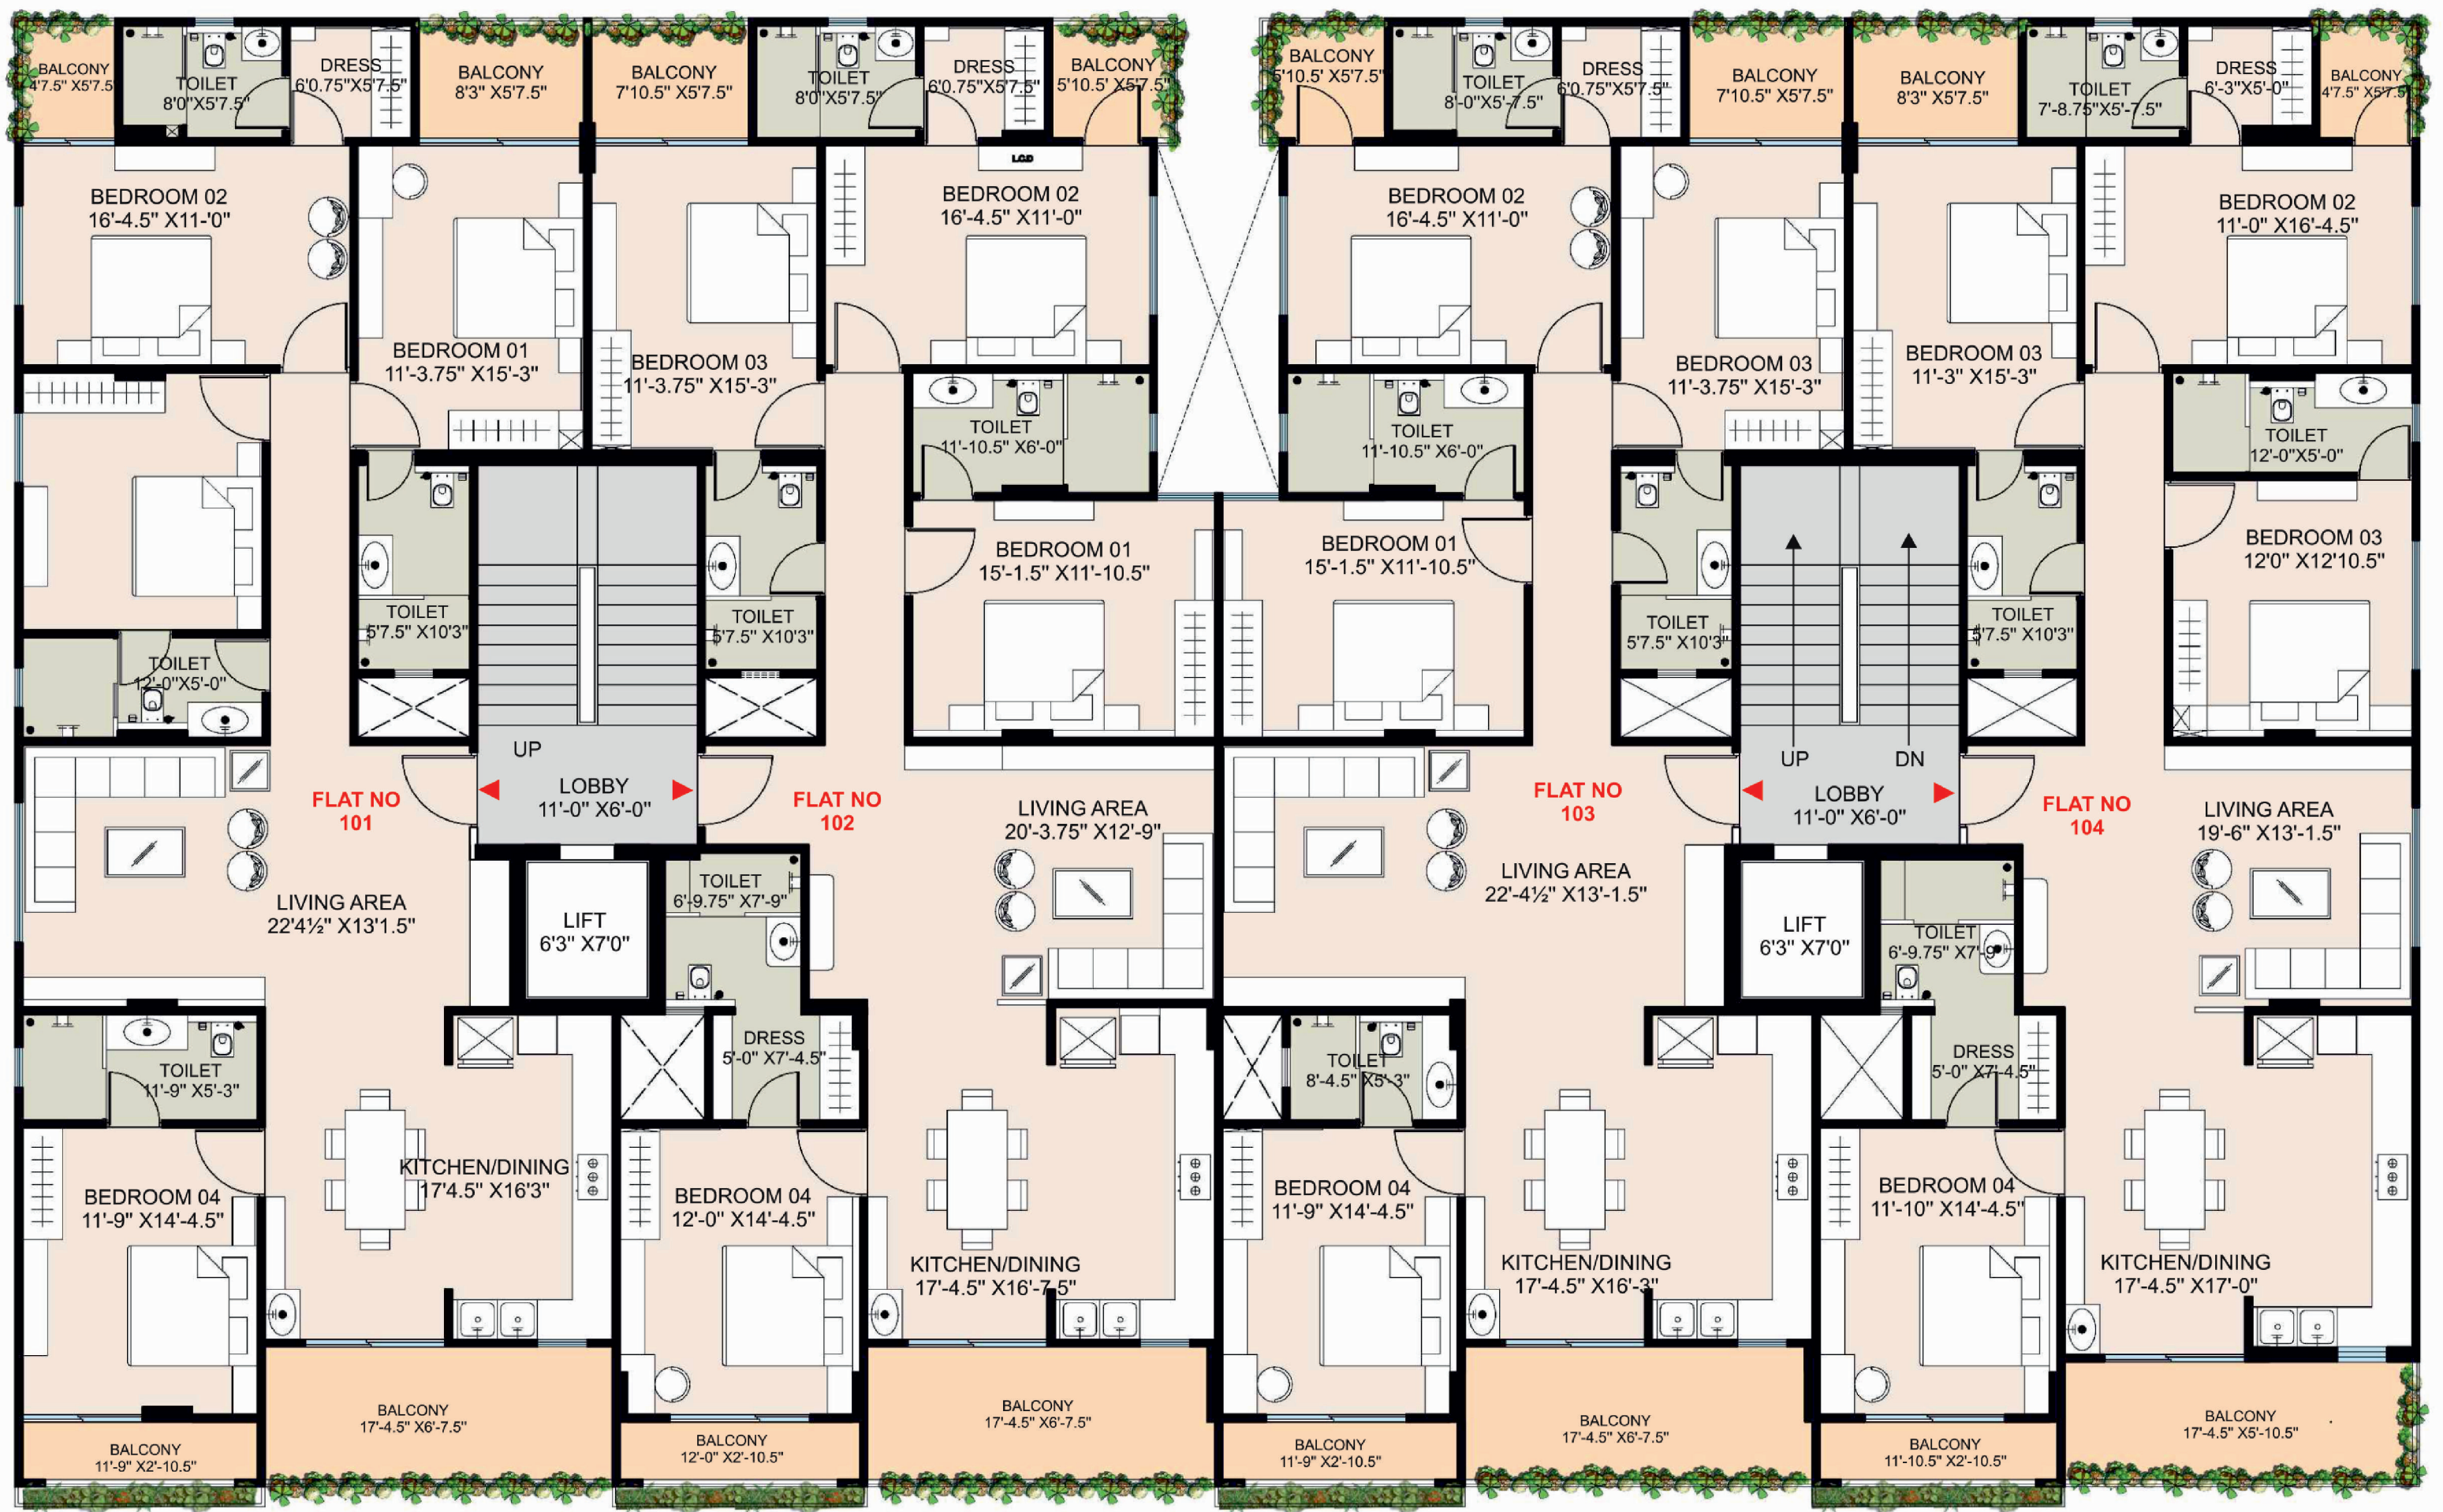 BALCONY
4'7.5" X5'7.5"
TOILET
8'0"X5'7.5"
DRESS
6'0.75"X5'7.5"
BALCONY
8'3" X5'7.5"
BALCONY
7'10.5" X5'7.5"
TOILET
8'0"X5'7.5"
DRESS
6'0.75"X5'7.5"
BALCONY
5'10.5' X5'7.5"
BALCONY
5'10.5' X5'7.5"
TOILET
8'-0"X5'-7.5"
DRESS
6'0.75"X5'7.5"
BALCONY
7'10.5" X5'7.5"
BALCONY
8'3" X5'7.5"
TOILET
7'-8.75"X5'-7.5"
DRESS
6'-3"X5'-0"
BALCONY
4'7.5" X5'7.5"
BEDROOM 02
16'-4.5" X11-'0"
BEDROOM 01
11'-3.75" X15'-3"
BEDROOM 03
11'-3.75" X15'-3"
LCD
BEDROOM 02
16'-4.5" X11'-0"
BEDROOM 02
16'-4.5" X11'-0"
BEDROOM 03
11'-3.75" X15'-3"
BEDROOM 03
11'-3" X15'-3"
BEDROOM 02
11'-0" X16'-4.5"
TOILET
11'-10.5" X6'-0"
TOILET
11'-10.5" X6'-0"
TOILET
12'-0"X5'-0"
BEDROOM 01
15'-1.5" X11'-10.5"
BEDROOM 01
15'-1.5" X11'-10.5"
BEDROOM 03
12'0" X12'10.5"
TOILET
5'7.5" X10'3"
TOILET
5'7.5" X10'3"
TOILET
5'7.5" X10'3"
TOILET
5'7.5" X10'3"
TOILET
12'-0"X5'-0"
UP
LOBBY
11'-0" X6'-0"
UP
DN
LOBBY
11'-0" X6'-0"
FLAT NO
101
FLAT NO
102
FLAT NO
103
FLAT NO
104
LIVING AREA
22'4½" X13'1.5"
LIVING AREA
20'-3.75" X12'-9"
LIVING AREA
22'-4½" X13'-1.5"
LIVING AREA
19'-6" X13'-1.5"
LIFT
6'3" X7'0"
TOILET
6'-9.75" X7'-9"
LIFT
6'3" X7'0"
TOILET
6'-9.75" X7'-9"
TOILET
11'-9" X5'-3"
DRESS
5'-0" X7'-4.5"
TOILET
8'-4.5" X5'-3"
DRESS
5'-0" X7'-4.5"
BEDROOM 04
11'-9" X14'-4.5"
KITCHEN/DINING
17'4.5" X16'3"
BEDROOM 04
12'-0" X14'-4.5"
KITCHEN/DINING
17'-4.5" X16'-7.5"
BEDROOM 04
11'-9" X14'-4.5"
KITCHEN/DINING
17'-4.5" X16'-3"
BEDROOM 04
11'-10" X14'-4.5"
KITCHEN/DINING
17'-4.5" X17'-0"
BALCONY
11'-9" X2'-10.5"
BALCONY
17'-4.5" X6'-7.5"
BALCONY
12'-0" X2'-10.5"
BALCONY
17'-4.5" X6'-7.5"
BALCONY
11'-9" X2'-10.5"
BALCONY
17'-4.5" X6'-7.5"
BALCONY
11'-10.5" X2'-10.5"
BALCONY
17'-4.5" X5'-10.5"